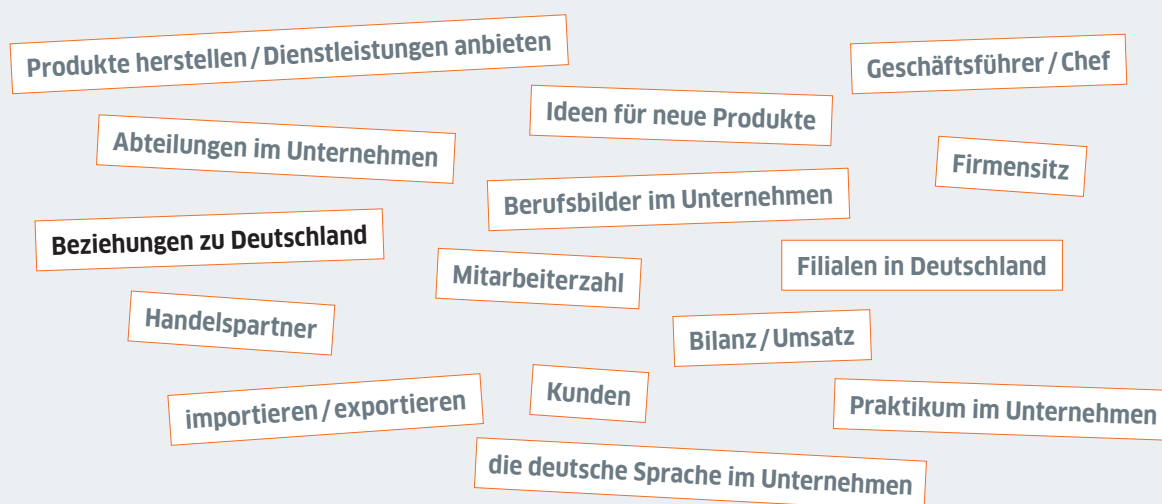 Produkte herstellen / Dienstleistungen anbieten
Geschäftsführer / Chef
Ideen für neue Produkte
Abteilungen im Unternehmen
Firmensitz
Berufsbilder im Unternehmen
Beziehungen zu Deutschland
Filialen in Deutschland
Mitarbeiterzahl
Handelspartner
Bilanz / Umsatz
Kunden
importieren / exportieren
Praktikum im Unternehmen
die deutsche Sprache im Unternehmen